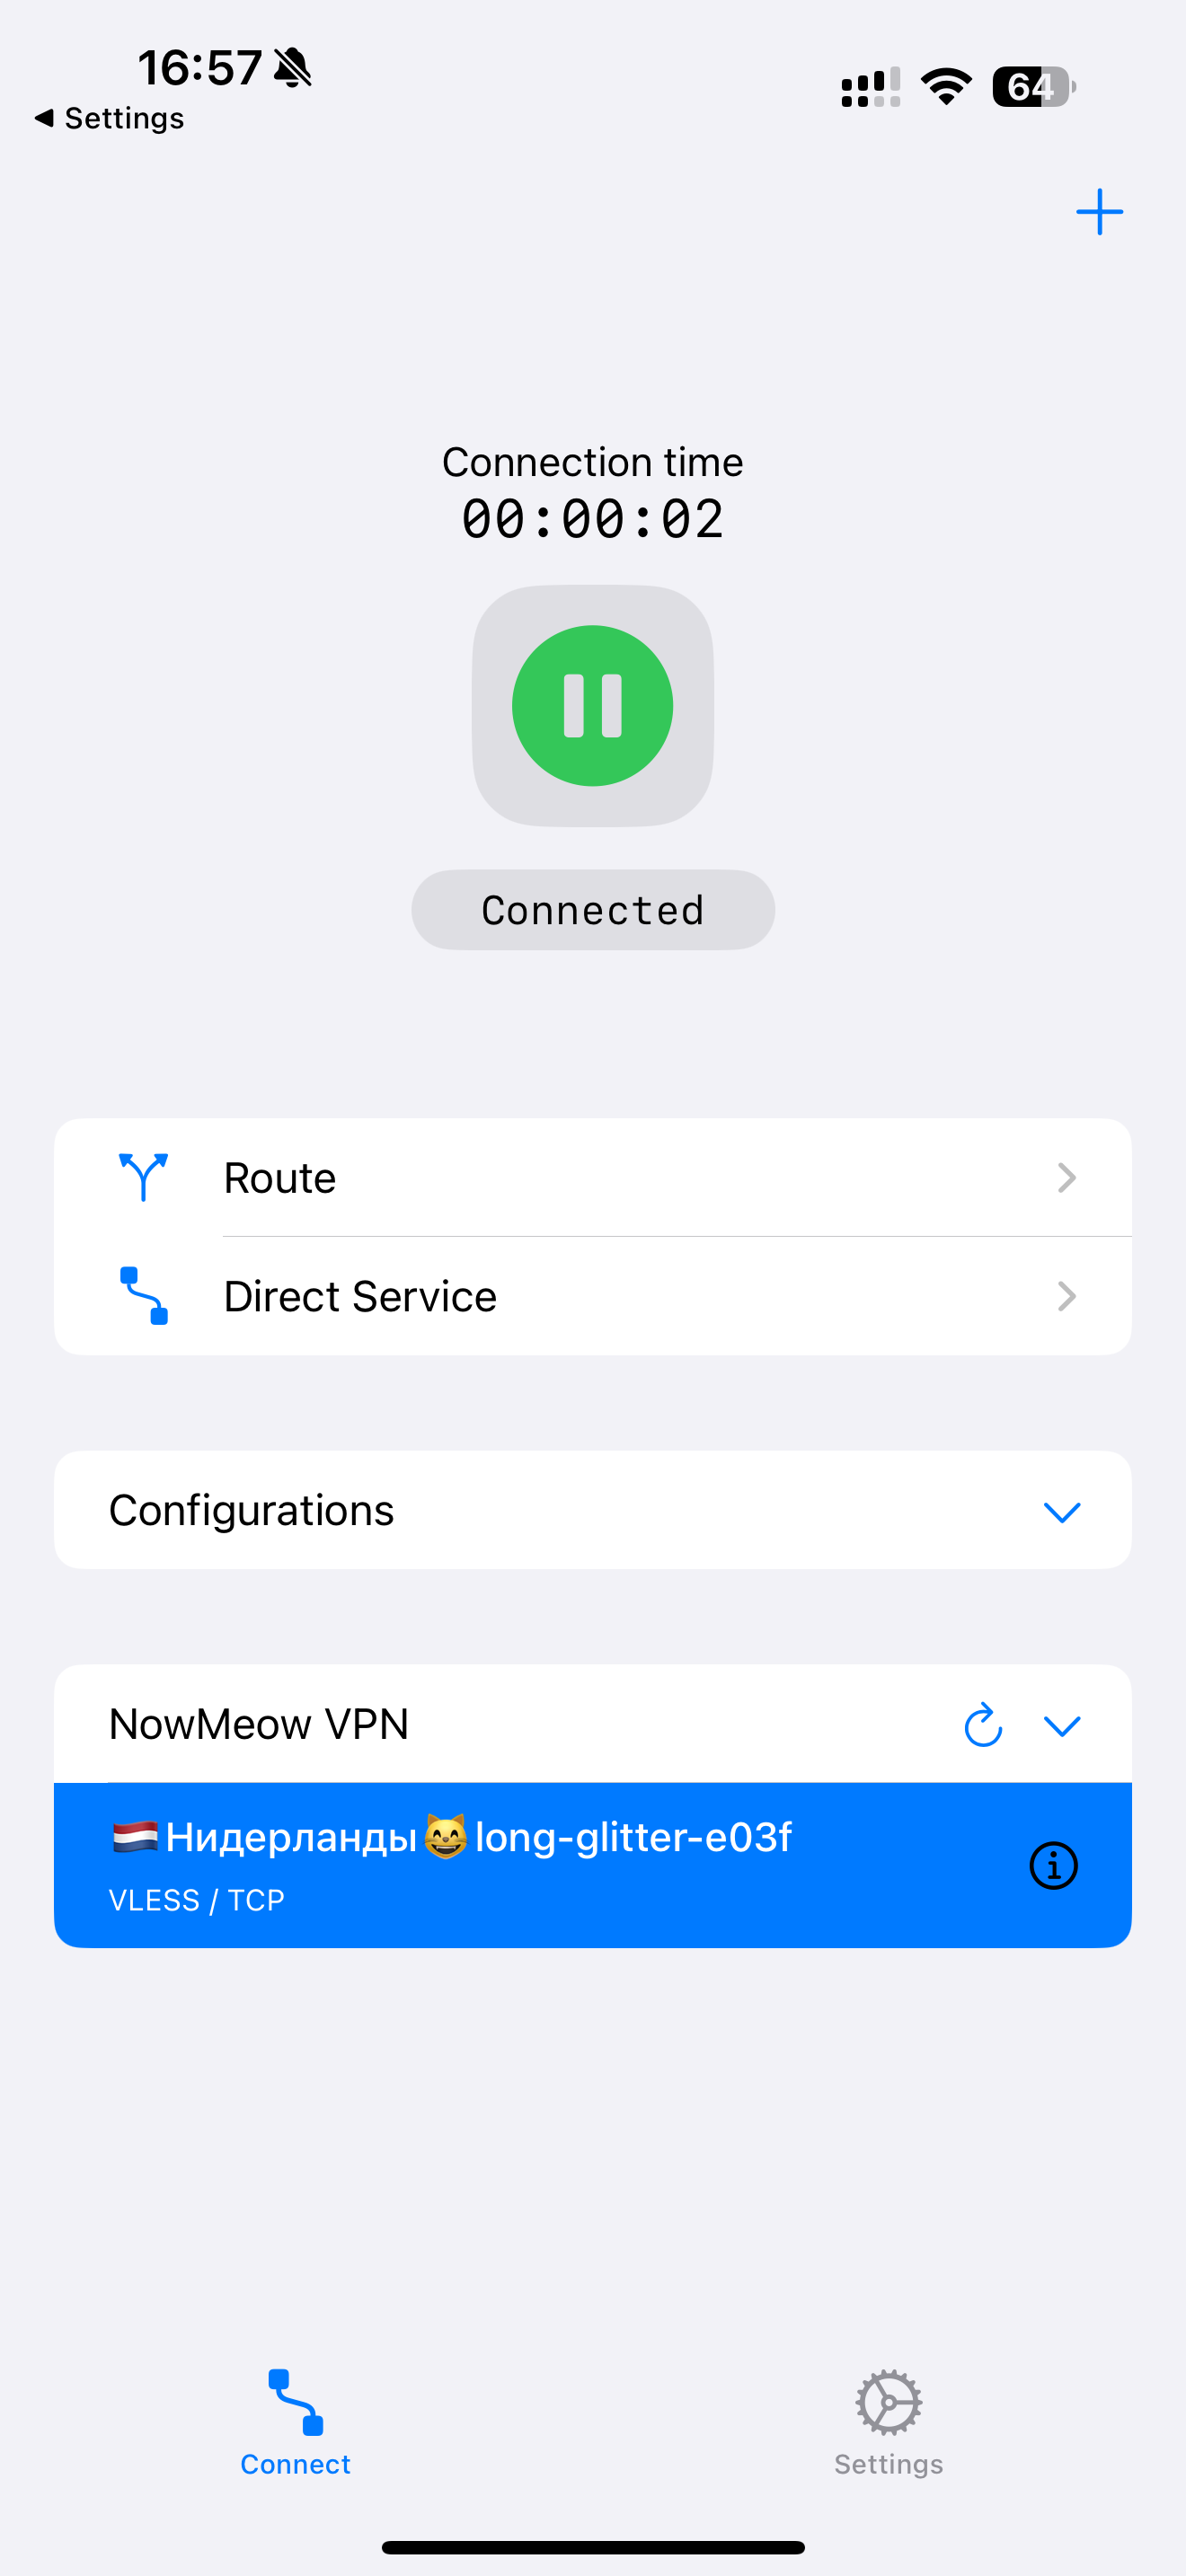 16:57
64
Settings
Connection time
00:00:02
Connected
Route
Direct Service
Configurations
NowMeow VPN
🇳🇱Нидерланды😸long-glitter-e03f
VLESS / TCP
Connect
Settings